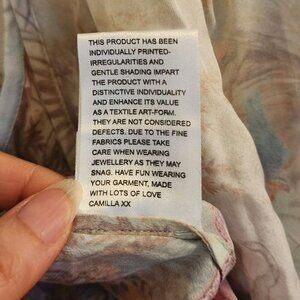 THIS PRODUCT HAS BEEN
INDIVIDUALLY PRINTED-
IRREGULARITIES AND
GENTLE SHADING IMPART
THE PRODUCT WITH A
DISTINCTIVE INDIVIDUALITY
AND ENHANCE ITS VALUE
AS A TEXTILE ART-FORM.
THEY ARE NOT CONSIDERED
DEFECTS. DUE TO THE FINE
FABRICS PLEASE TAKE
CARE WHEN WEARING
JEWELLERY AS THEY MAY
SNAG. HAVE FUN WEARING
YOUR GARMENT, MADE
WITH LOTS OF LOVE
CAMILLA XX